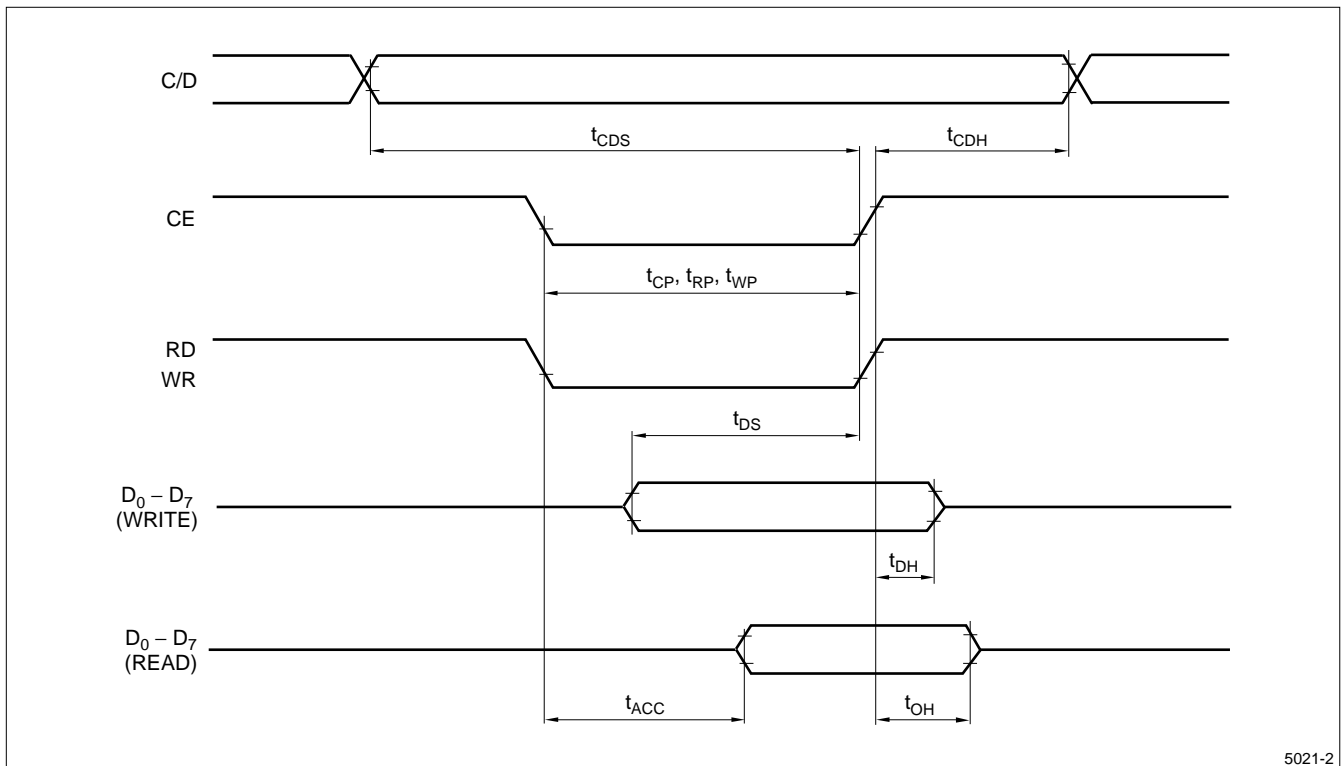 C/D
tCDS
tCDH
CE
tCP, tRP, tWP
RD
WR
tDS
D0 – D7
(WRITE)
tDH
D0 – D7
(READ)
tACC
tOH
5021-2